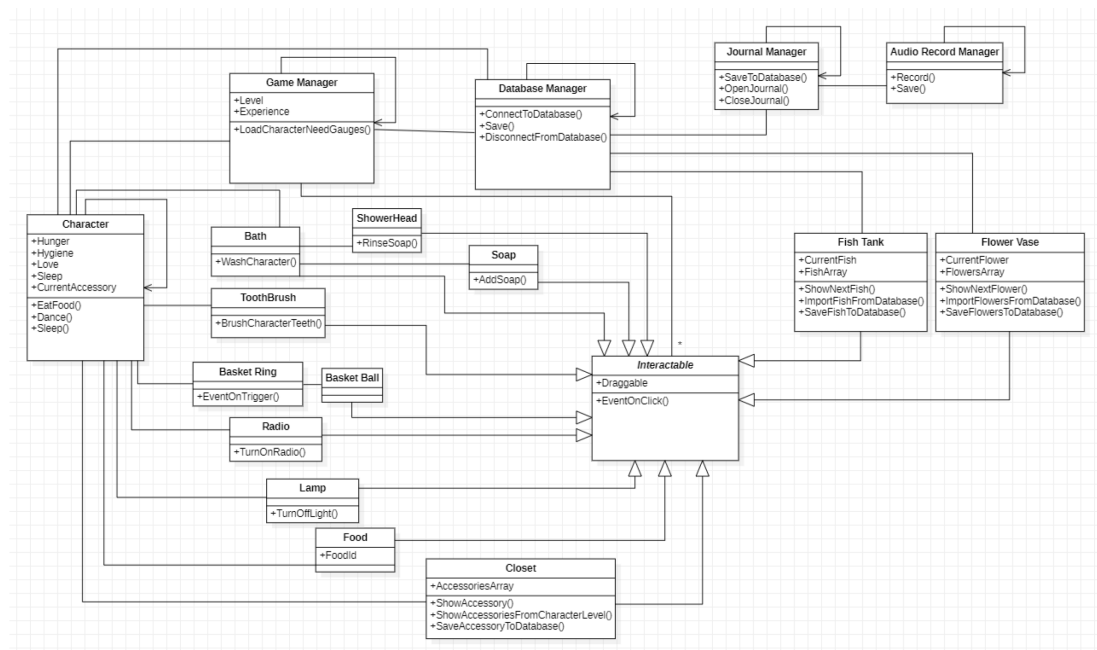 Journal Manager
+SaveToDatabase()
+OpenJournal()
+CloseJournal()
Audio Record Manager
+Record()
+Save()
Game Manager
+Level
+Experience
+LoadCharacterNeedGauges()
Database Manager
+ConnectToDatabase()
+Save()
+DisconnectFromDatabase()
Character
+Hunger
+Hygiene
+Love
+Sleep
+CurrentAccessory
+EatFood()
+Dance()
+Sleep()
Bath
+WashCharacter()
ShowerHead
+RinseSoap()
Soap
+AddSoap()
Fish Tank
+CurrentFish
+FishArray
+ShowNextFish()
+ImportFishFromDatabase()
+SaveFishToDatabase()
Flower Vase
+CurrentFlower
+FlowersArray
+ShowNextFlower()
+ImportFlowersFromDatabase()
+SaveFlowersToDatabase()
ToothBrush
+BrushCharacterTeeth()
*
Interactable
+Draggable
+EventOnClick()
Basket Ring
+EventOnTrigger()
Basket Ball
Radio
+TurnOnRadio()
Lamp
+TurnOffLight()
Food
+FoodId
Closet
+AccessoriesArray
+ShowAccessory()
+ShowAccessoriesFromCharacterLevel()
+SaveAccessoryToDatabase()